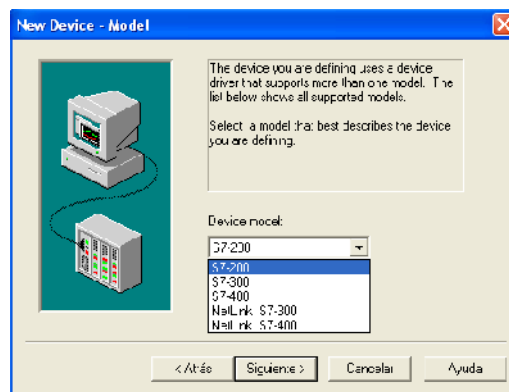 New Device - Model
The device you are defining uses a device
driver that supports more than one model. The
list below shows all supported models.
Select a model that best describes the device
you are defining.
Device model:
S7-200
S7-200
S7-300
S7-400
NetLink S7-300
NetLink S7-400
< Atrás
Siguiente >
Cancelar
Ayuda